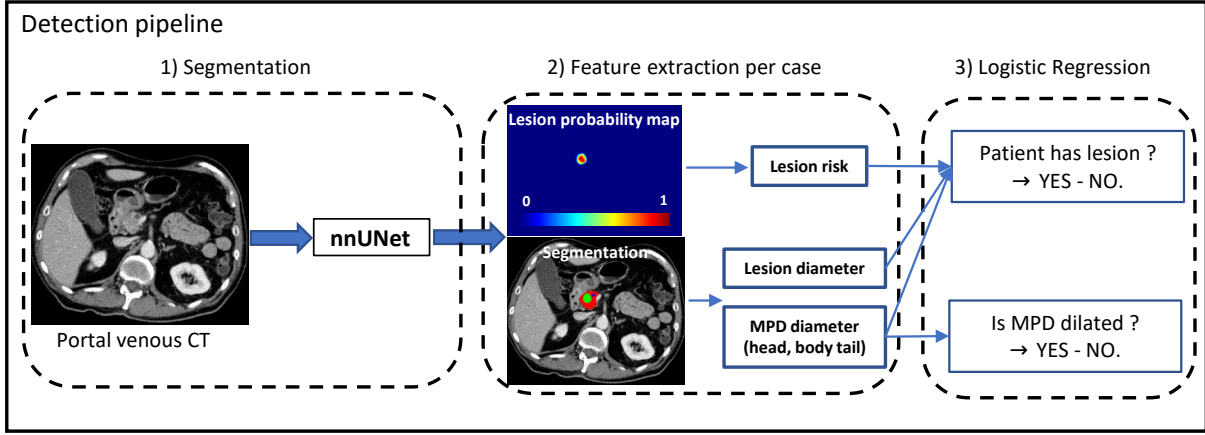 Detection pipeline
1) Segmentation
2) Feature extraction per case
3) Logistic Regression
Portal venous CT
nnUNet
Lesion probability map
0 1
Segmentation
Lesion risk
Lesion diameter
MPD diameter
(head, body tail)
Patient has lesion ?
→ YES - NO.
Is MPD dilated ?
→ YES - NO.